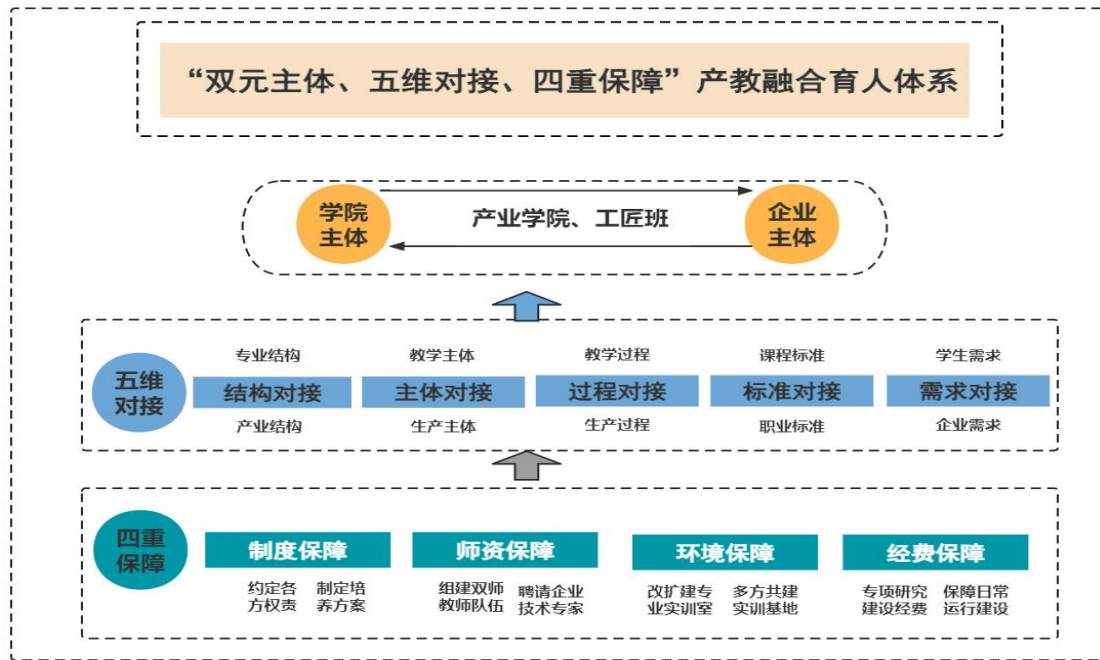 “双元主体、五维对接、四重保障”产教融合育人体系
学院
主体
产业学院、工匠班
企业
主体
五维
对接
专业结构
结构对接
产业结构
教学主体
主体对接
生产主体
教学过程
过程对接
生产过程
课程标准
标准对接
职业标准
学生需求
需求对接
企业需求
四重
保障
制度保障
约定各
方权责
制定培
养方案
师资保障
组建双师
教师队伍
聘请企业
技术专家
环境保障
改扩建专
业实训室
多方共建
实训基地
经费保障
专项研究
建设经费
保障日常
运行建设